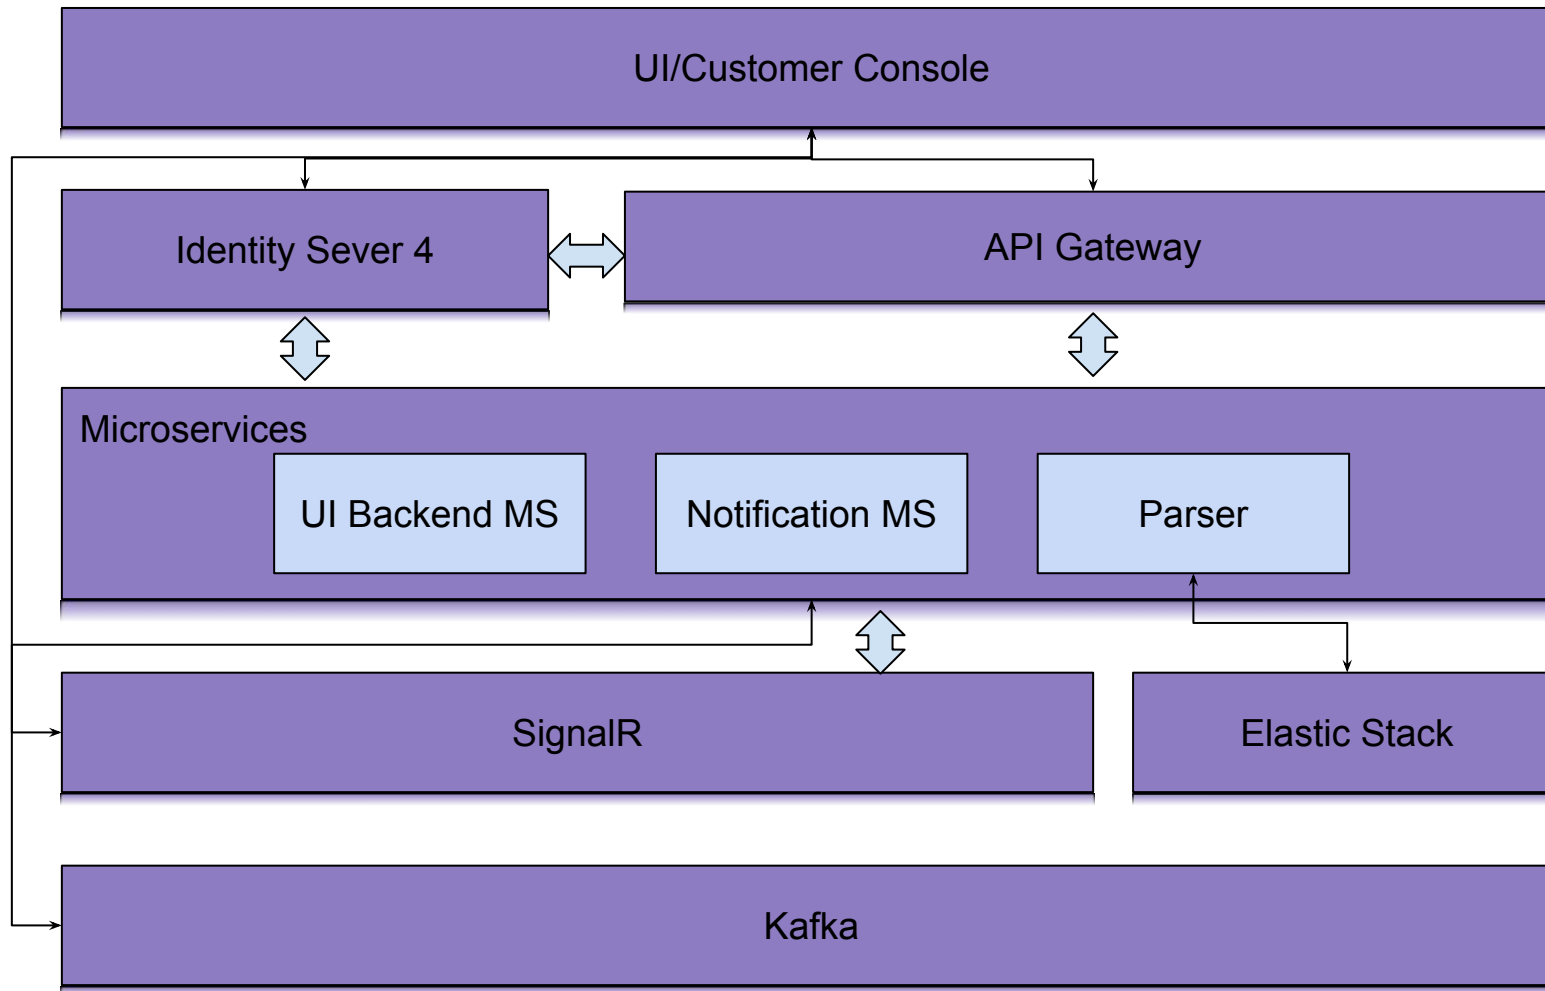 UI/Customer Console
Identity Sever 4
API Gateway
Microservices
UI Backend MS
Notification MS
Parser
SignalR
Elastic Stack
Kafka